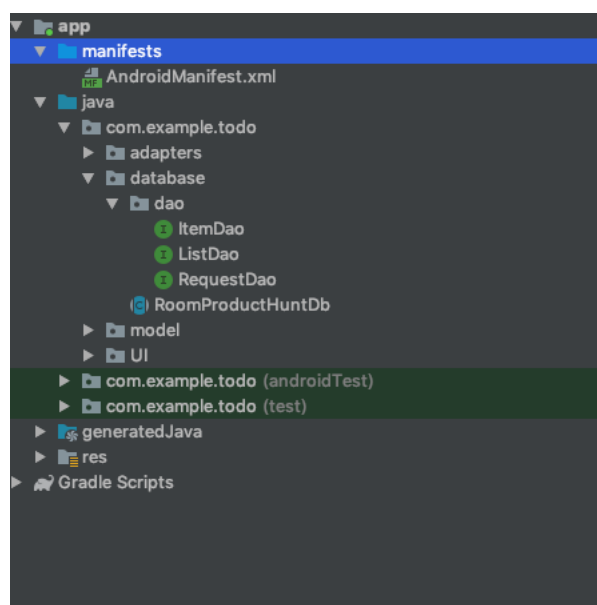 app
manifests
MF AndroidManifest.xml
java
com.example.todo
adapters
database
dao
I ItemDao
I ListDao
I RequestDao
C RoomProductHuntDb
model
UI
com.example.todo (androidTest)
com.example.todo (test)
generatedJava
res
Gradle Scripts